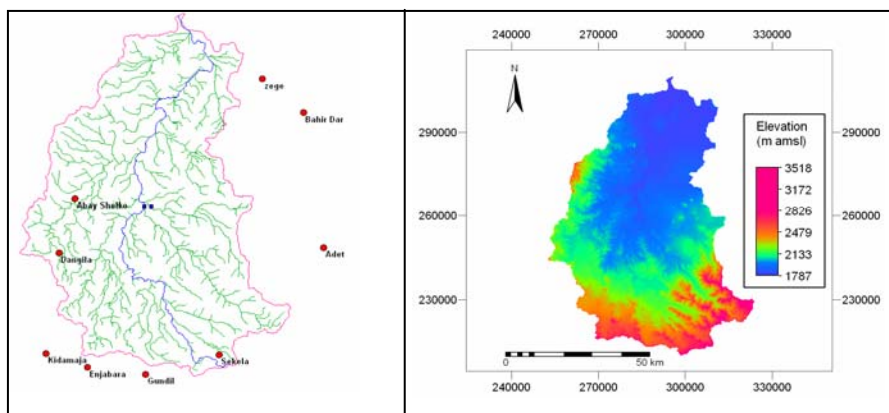 zege
Bahir Dar
Abay Sheleko
Adet
Dangila
Kidamaja
Sekela
Enjabara
Gundil
240000 270000 300000 330000
N
290000 290000
Elevation
(m amsl)
3518
3172
2826
2479
2133
1787
260000 260000
230000 230000
0 50 km
240000 270000 300000 330000